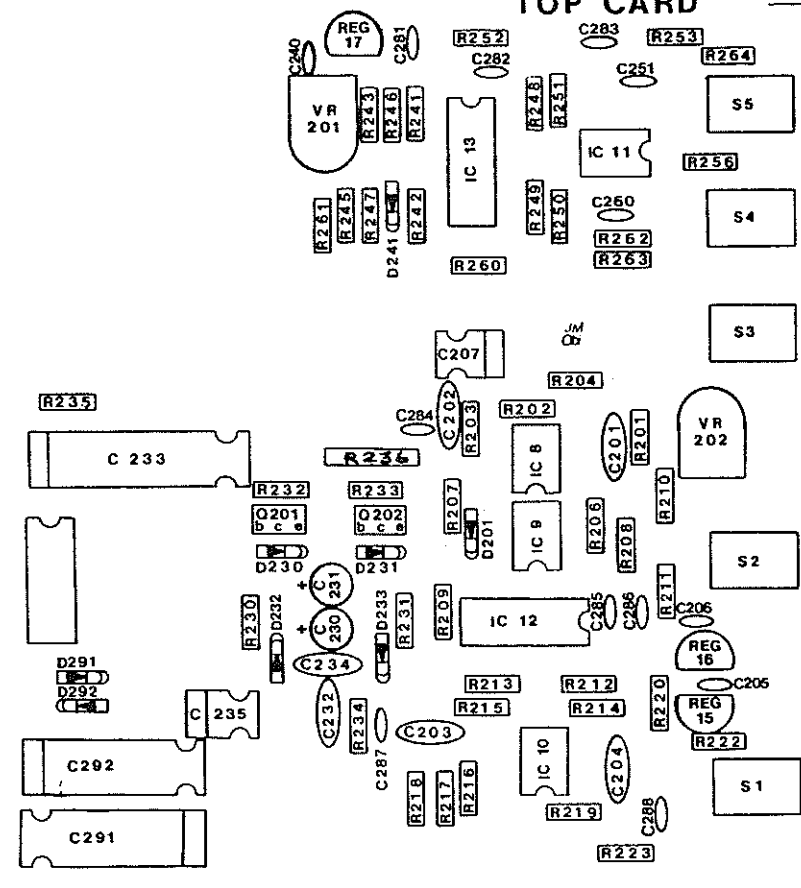 TOP CARD
REG 17
C240
C281
R252
C283
R253
R264
C282
C251
VR 201
R243
R246
R241
IC 13
R248
R251
S5
IC 11
R256
R261
R245
R247
D241
R242
R249
R250
C260
R262
R263
S4
R260
C207
JM
R204
S3
R235
C284
C202
R203
R202
C201
R201
VR 202
C 233
R236
IC 8
R232
R233
R207
R210
Q201
b c e
Q202
b c e
D201
IC 9
R206
R208
S2
D230
D231
+ C 231
R211
R230
D232
+ C 230
D233
R231
R209
IC 12
C285
C286
C206
C234
REG 16
D291
D292
R213
R212
R220
C205
C 235
C232
R234
C287
C203
R215
R214
REG 15
R222
C292
IC 10
C204
S1
R218
R217
R216
R219
C288
C291
R223